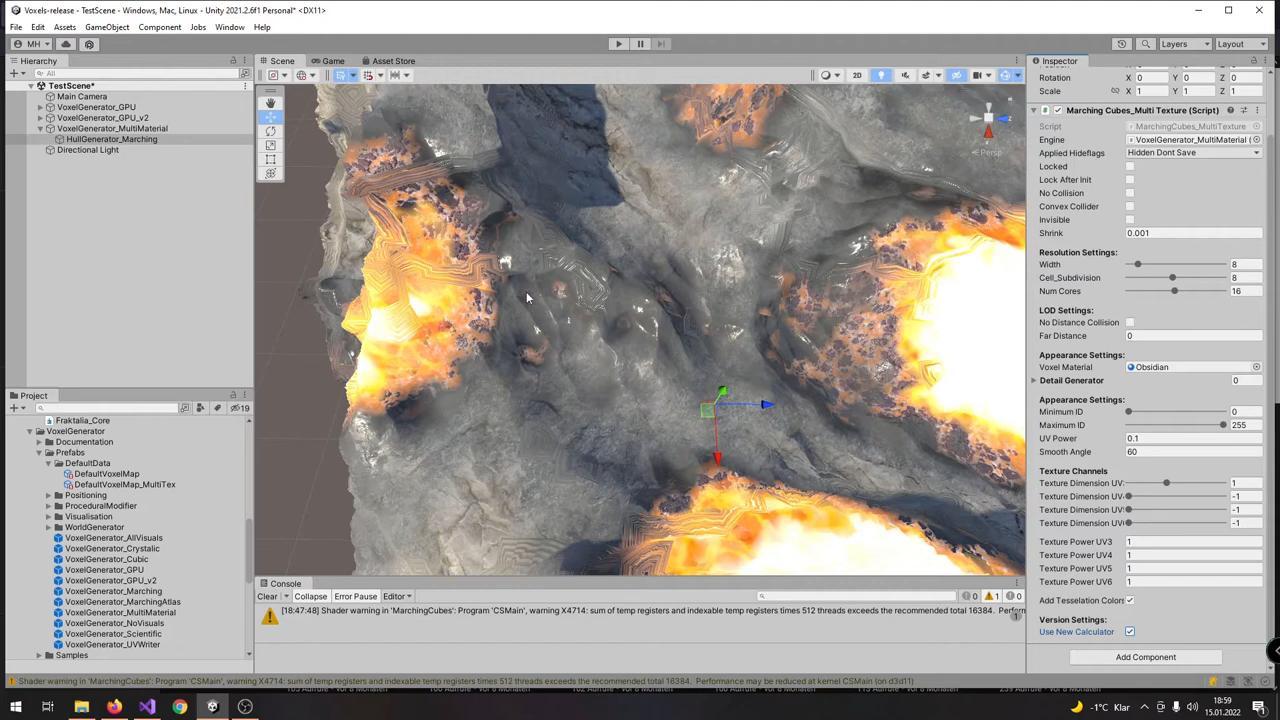 Voxels-release - TestScene - Windows, Mac, Linux - Unity 2021.2.6f1 Personal* <DX11>
File Edit Assets GameObject Component Jobs Window Help
MH Layers Layout
Hierarchy
All
TestScene*
Main Camera
VoxelGenerator_GPU
VoxelGenerator_GPU_v2
VoxelGenerator_MultiMaterial
HullGenerator_Marching
Directional Light
Scene Game Asset Store
2D
z
Persp
Project
19
Fraktalia_Core
VoxelGenerator
Documentation
Prefabs
DefaultData
DefaultVoxelMap
DefaultVoxelMap_MultiTex
Positioning
ProceduralModifier
Visualisation
WorldGenerator
VoxelGenerator_AllVisuals
VoxelGenerator_Crystalic
VoxelGenerator_Cubic
VoxelGenerator_GPU
VoxelGenerator_GPU_v2
VoxelGenerator_Marching
VoxelGenerator_MarchingAtlas
VoxelGenerator_MultiMaterial
VoxelGenerator_NoVisuals
VoxelGenerator_Scientific
VoxelGenerator_UVWriter
Samples
Console
Clear Collapse Error Pause Editor 0 1 0
[18:47:48] Shader warning in 'MarchingCubes': Program 'CSMain', warning X4714: sum of temp registers and indexable temp registers times 512 threads exceeds the recommended total 16384. Perform
1
Inspector
Rotation X 0 Y 0 Z 0
Scale X 1 Y 1 Z 1
Marching Cubes_Multi Texture (Script)
Script MarchingCubes_MultiTexture
Engine VoxelGenerator_MultiMaterial (
Applied Hideflags Hidden Dont Save
Locked
Lock After Init
No Collision
Convex Collider
Invisible
Shrink 0.001
Resolution Settings:
Width 8
Cell_Subdivision 8
Num Cores 16
LOD Settings:
No Distance Collision
Far Distance 0
Appearance Settings:
Voxel Material Obsidian
Detail Generator 0
Appearance Settings:
Minimum ID 0
Maximum ID 255
UV Power 0.1
Smooth Angle 60
Texture Channels
Texture Dimension UV 1
Texture Dimension UV -1
Texture Dimension UV -1
Texture Dimension UV -1
Texture Power UV3 1
Texture Power UV4 1
Texture Power UV5 1
Texture Power UV6 1
Add Tesselation Colors
Version Settings:
Use New Calculator
Add Component
Shader warning in 'MarchingCubes': Program 'CSMain', warning X4714: sum of temp registers and indexable temp registers times 512 threads exceeds the recommended total 16384. Performance may be reduced at kernel CSMain (on d3d11)
-1°C Klar 18:59
15.01.2022